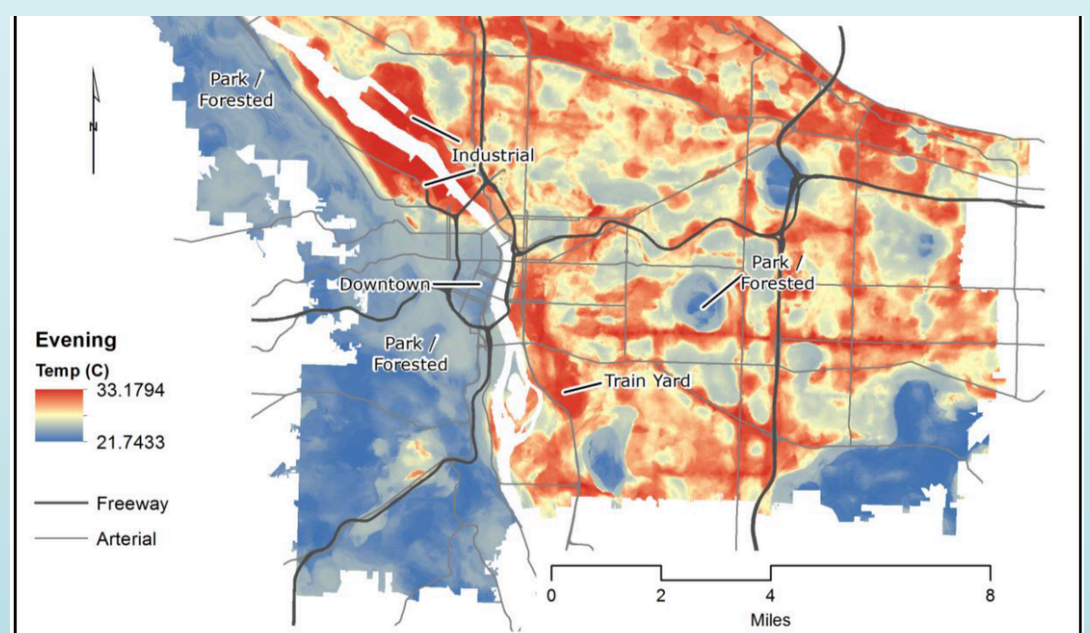 Park /
Forested
N
Industrial
Downtown
Park /
Forested
Park /
Forested
Train Yard
Evening
Temp (C)
33.1794
21.7433
Freeway
Arterial
0 2 4 8
Miles